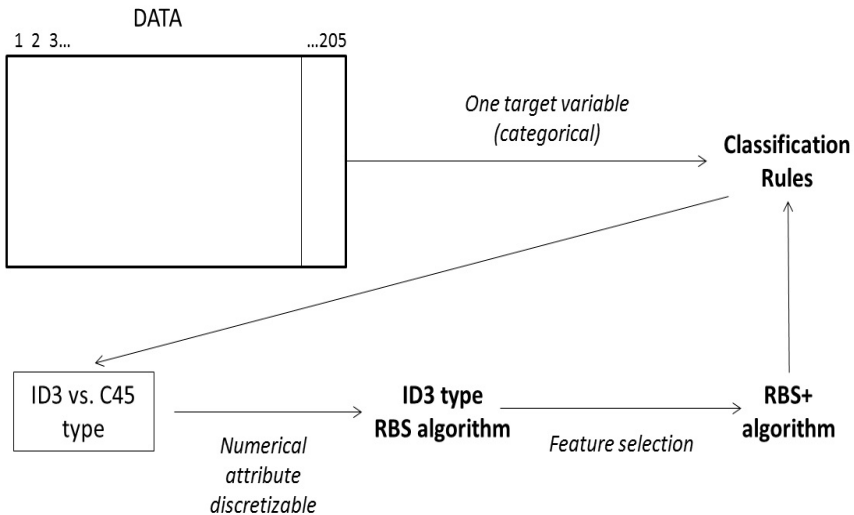 DATA
1 2 3... ...205
One target variable
(categorical)
Classification
Rules
ID3 vs. C45
type
Numerical
attribute
discretizable
ID3 type
RBS algorithm
Feature selection
RBS+
algorithm